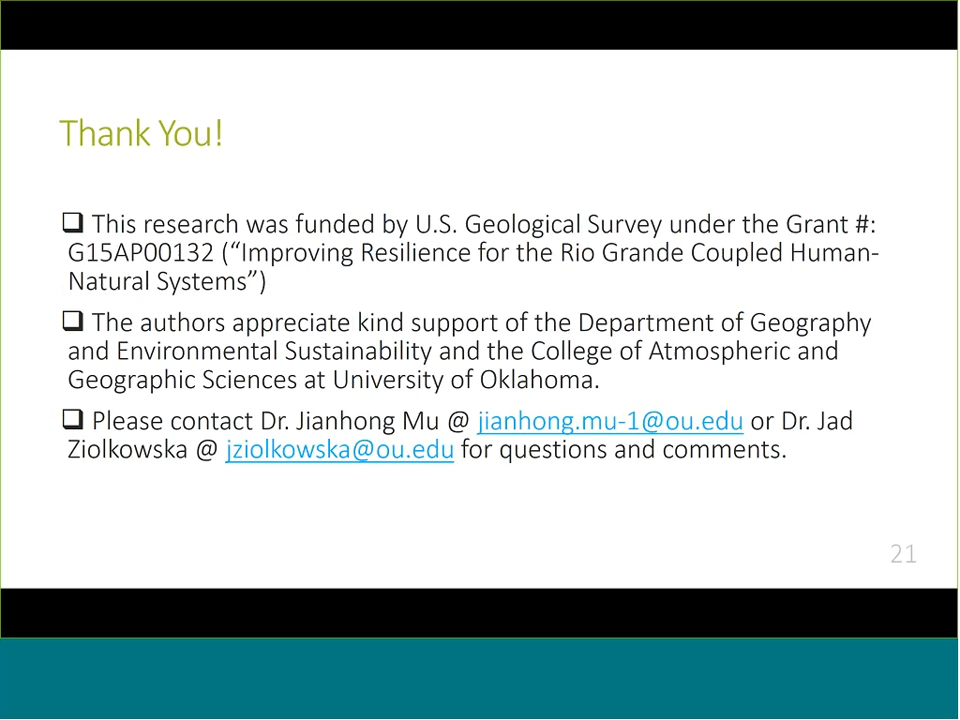 Thank You!
❑ This research was funded by U.S. Geological Survey under the Grant #:
G15AP00132 (“Improving Resilience for the Rio Grande Coupled Human-
Natural Systems”)
❑ The authors appreciate kind support of the Department of Geography
and Environmental Sustainability and the College of Atmospheric and
Geographic Sciences at University of Oklahoma.
❑ Please contact Dr. Jianhong Mu @ jianhong.mu-1@ou.edu or Dr. Jad
Ziolkowska @ jziolkowska@ou.edu for questions and comments.
21